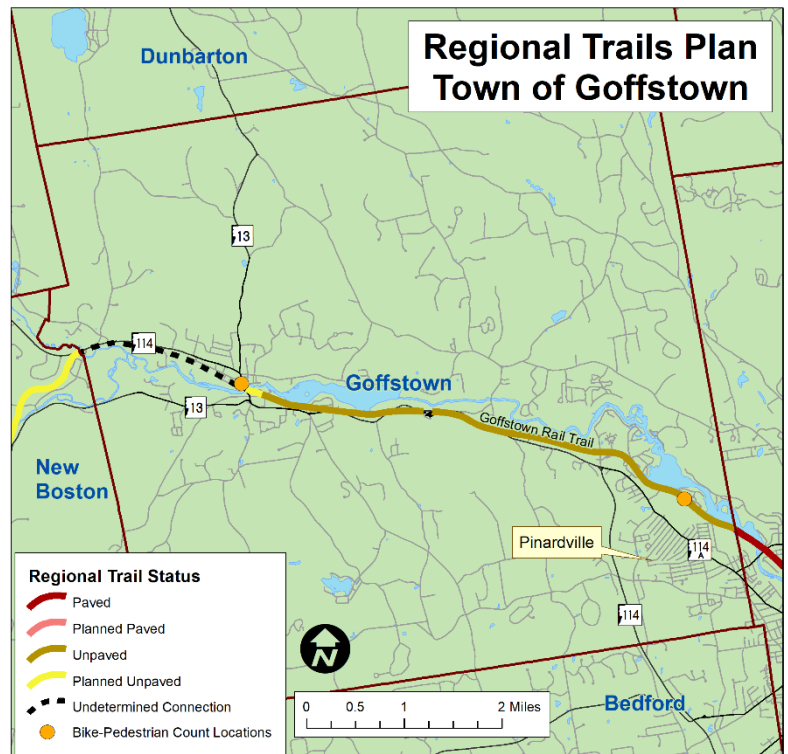 Regional Trails Plan
Town of Goffstown
Dunbarton
13
114
Goffstown
13
Goffstown Rail Trail
New
Boston
Pinardville
114
A
114
Bedford
Regional Trail Status
Paved
Planned Paved
Unpaved
Planned Unpaved
Undetermined Connection
Bike-Pedestrian Count Locations
N
0 0.5 1 2 Miles